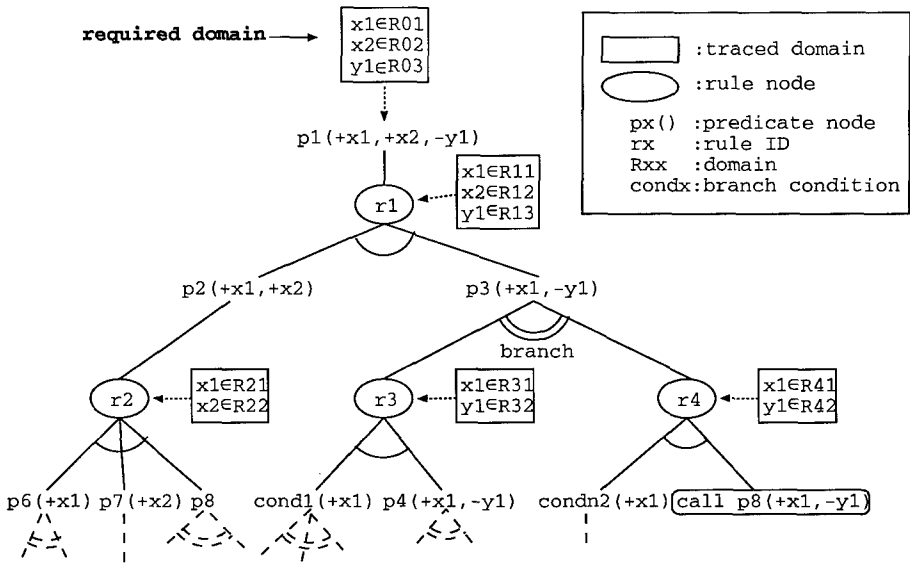 required domain
x1∈R01
x2∈R02
y1∈R03
:traced domain
:rule node
px() :predicate node
rx :rule ID
Rxx :domain
condx:branch condition
p1(+x1,+x2,-y1)
r1
x1∈R11
x2∈R12
y1∈R13
p2(+x1,+x2)
p3(+x1,-y1)
branch
r2
x1∈R21
x2∈R22
r3
x1∈R31
y1∈R32
r4
x1∈R41
y1∈R42
p6(+x1) p7(+x2) p8
cond1(+x1) p4(+x1,-y1)
condn2(+x1) call p8(+x1,-y1)